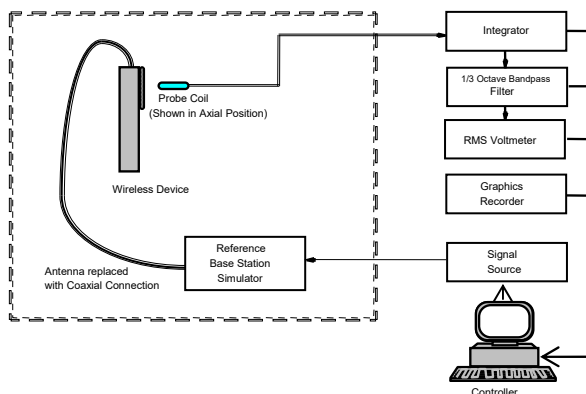 Integrator
1/3 Octave Bandpass
Filter
RMS Voltmeter
Graphics
Recorder
Signal
Source
Controller
Probe Coil
(Shown in Axial Position)
Wireless Device
Reference
Base Station
Simulator
Antenna replaced
with Coaxial Connection